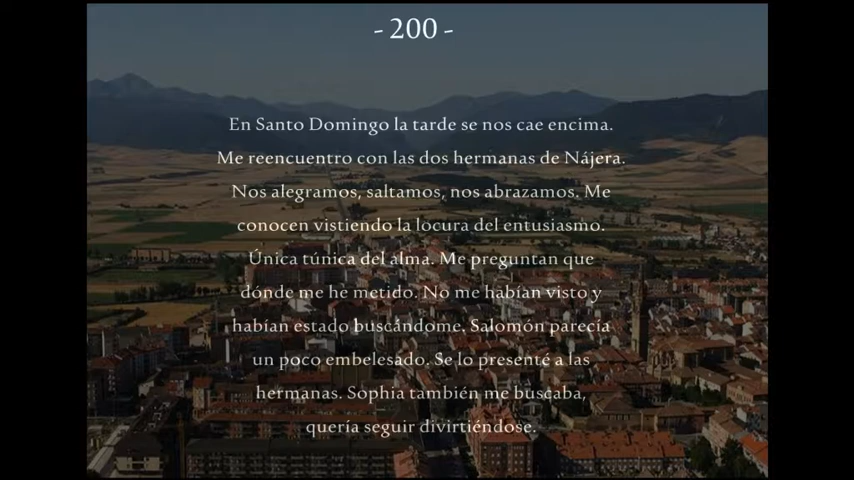 - 200 -
En Santo Domingo la tarde se nos cae encima.
Me reencuentro con las dos hermanas de Nájera.
Nos alegramos, saltamos, nos abrazamos. Me
conocen vistiendo la locura del entusiasmo.
Única túnica del alma. Me preguntan que
dónde me he metido. No me habían visto y
habían estado buscándome. Salomón parecía
un poco embelesado. Se lo presenté a las
hermanas. Sophia también me buscaba,
quería seguir divirtiéndose.